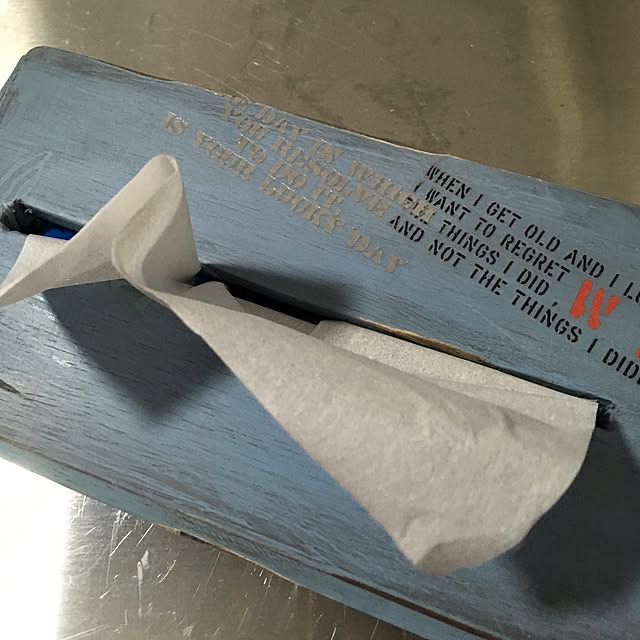 DAY IN WHICH
YOU RESOLVE
TO DO IT
IS YOUR LUCKY DAY
WHEN I GET OLD AND I L
I WANT TO REGRET
THE THINGS I DID,
AND NOT THE THINGS I DID